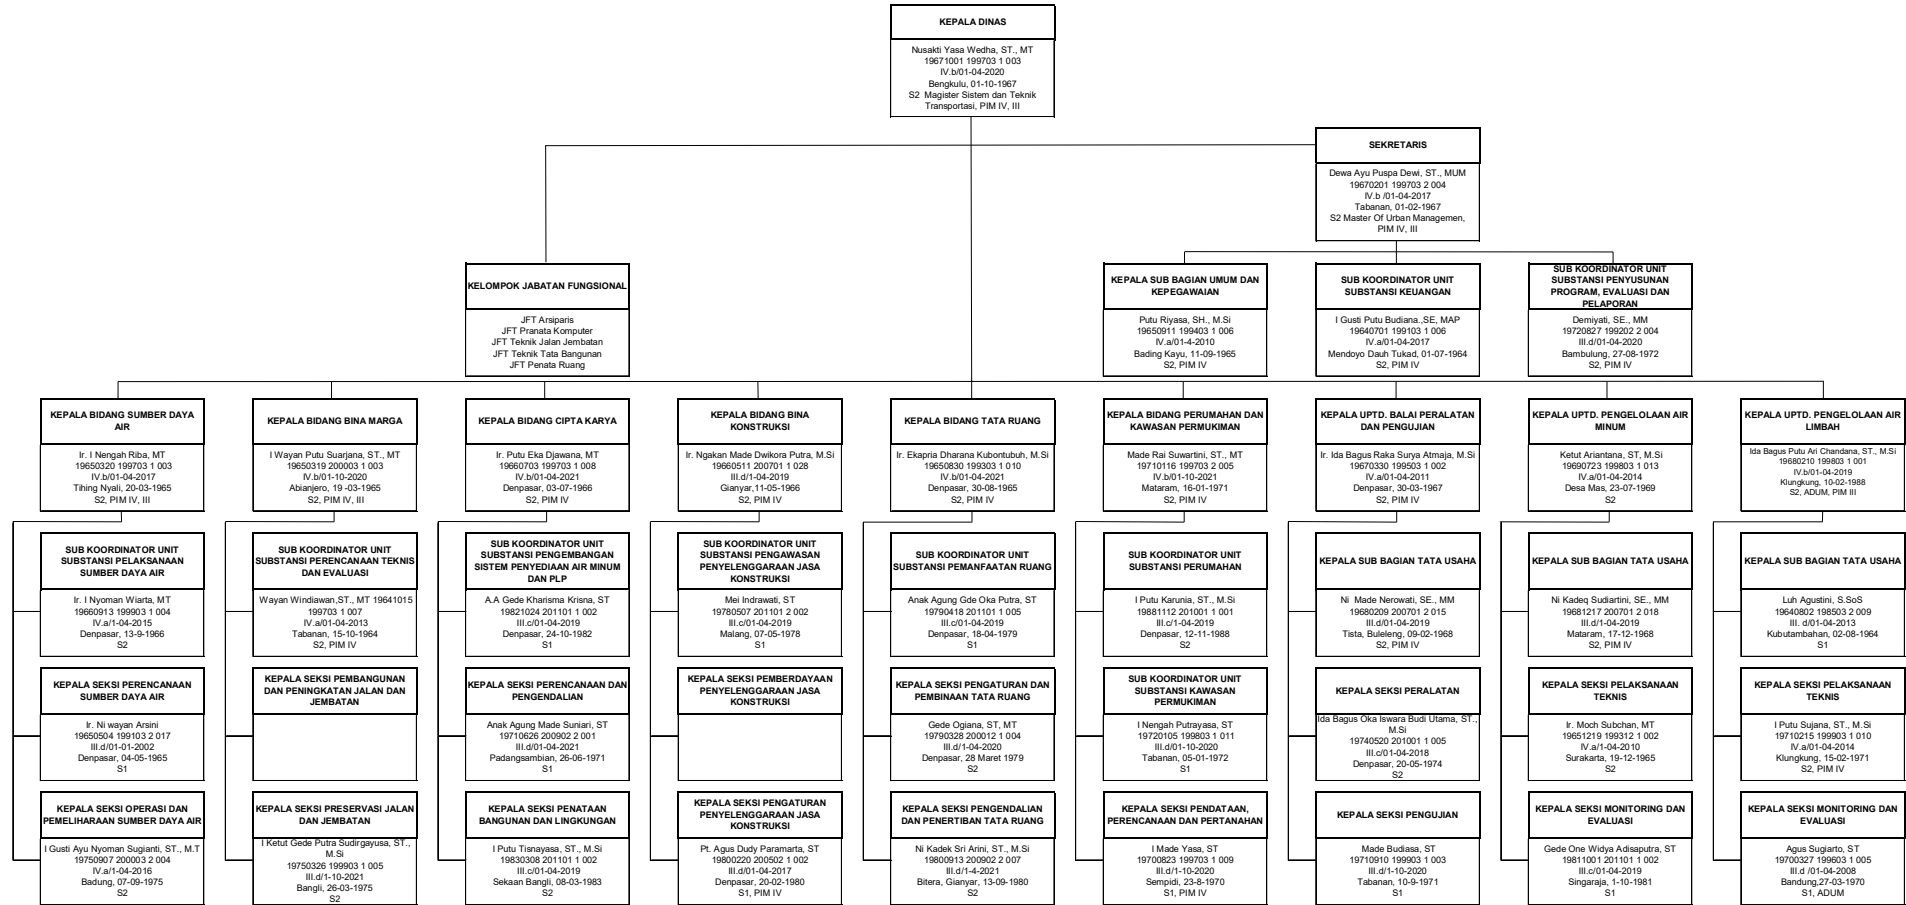 KEPALA DINAS
Nusakti Yasa Wedha, ST., MT
19671001 199703 1 003
IV.b/01-04-2020
Bengkulu, 01-10-1967
S2 Magister Sistem dan Teknik
Transportasi, PIM IV, III
SEKRETARIS
Dewa Ayu Puspa Dewi, ST., MUM
19670201 199703 2 004
IV.b /01-04-2017
Tabanan, 01-02-1967
S2 Master Of Urban Managemen,
PIM IV, III
KELOMPOK JABATAN FUNGSIONAL
JFT Arsiparis
JFT Pranata Komputer
JFT Teknik Jalan Jembatan
JFT Teknik Tata Bangunan
JFT Penata Ruang
KEPALA SUB BAGIAN UMUM DAN
KEPEGAWAIAN
Putu Riyasa, SH., M.Si
19650911 199403 1 006
IV.a/01-4-2010
Bading Kayu, 11-09-1965
S2, PIM IV
SUB KOORDINATOR UNIT
SUBSTANSI KEUANGAN
I Gusti Putu Budiana.,SE, MAP
19640701 199103 1 006
IV.a/01-04-2017
Mendoyo Dauh Tukad, 01-07-1964
S2, PIM IV
SUB KOORDINATOR UNIT
SUBSTANSI PENYUSUNAN
PROGRAM, EVALUASI DAN
PELAPORAN
Demiyati, SE., MM
19720827 199202 2 004
III.d/01-04-2020
Bambulung, 27-08-1972
S2, PIM IV
KEPALA BIDANG SUMBER DAYA
AIR
Ir. I Nengah Riba, MT
19650320 199703 1 003
IV.b/01-04-2017
Tihing Nyali, 20-03-1965
S2, PIM IV, III
KEPALA BIDANG BINA MARGA
I Wayan Putu Suarjana, ST., MT
19650319 200003 1 003
IV.b/01-10-2020
Abianjero, 19 -03-1965
S2, PIM IV, III
KEPALA BIDANG CIPTA KARYA
Ir. Putu Eka Djawana, MT
19660703 199703 1 008
IV.b/01-04-2021
Denpasar, 03-07-1966
S2, PIM IV
KEPALA BIDANG BINA
KONSTRUKSI
Ir. Ngakan Made Dwikora Putra, M.Si
19660511 200701 1 028
III.d/1-04-2019
Gianyar,11-05-1966
S2, PIM IV
KEPALA BIDANG TATA RUANG
Ir. Ekapria Dharana Kubontubuh, M.Si
19650830 199303 1 010
IV.b/01-04-2021
Denpasar, 30-08-1965
S2, PIM IV
KEPALA BIDANG PERUMAHAN DAN
KAWASAN PERMUKIMAN
Made Rai Suwartini, ST., MT
19710116 199703 2 005
IV.b/01-10-2021
Mataram, 16-01-1971
S2, PIM IV
KEPALA UPTD. BALAI PERALATAN
DAN PENGUJIAN
Ir. Ida Bagus Raka Surya Atmaja, M.Si
19670330 199503 1 002
IV.a/01-04-2011
Denpasar, 30-03-1967
S2, PIM IV
KEPALA UPTD. PENGELOLAAN AIR
MINUM
Ketut Ariantana, ST, M.Si
19690723 199803 1 013
IV.a/01-04-2014
Desa Mas, 23-07-1969
S2
KEPALA UPTD. PENGELOLAAN AIR
LIMBAH
Ida Bagus Putu Ari Chandana, ST., M.Si
19680210 199803 1 001
IV.b/01-04-2019
Klungkung, 10-02-1988
S2, ADUM, PIM III
SUB KOORDINATOR UNIT
SUBSTANSI PELAKSANAAN
SUMBER DAYA AIR
Ir. I Nyoman Wiarta, MT
19660913 199903 1 004
IV.a/1-04-2015
Denpasar, 13-9-1966
S2
SUB KOORDINATOR UNIT
SUBSTANSI PERENCANAAN TEKNIS
DAN EVALUASI
Wayan Windiawan,ST., MT 19641015
199703 1 007
IV.a/01-04-2013
Tabanan, 15-10-1964
S2, PIM IV
SUB KOORDINATOR UNIT
SUBSTANSI PENGEMBANGAN
SISTEM PENYEDIAAN AIR MINUM
DAN PLP
A.A Gede Kharisma Krisna, ST
19821024 201101 1 002
III.c/01-04-2019
Denpasar, 24-10-1982
S1
SUB KOORDINATOR UNIT
SUBSTANSI PENGAWASAN
PENYELENGGARAAN JASA
KONSTRUKSI
Mei Indrawati, ST
19780507 201101 2 002
III.c/01-04-2019
Malang, 07-05-1978
S1
SUB KOORDINATOR UNIT
SUBSTANSI PEMANFAATAN RUANG
Anak Agung Gde Oka Putra, ST
19790418 201101 1 005
III.c/01-04-2019
Denpasar, 18-04-1979
S1
SUB KOORDINATOR UNIT
SUBSTANSI PERUMAHAN
I Putu Karunia, ST., M.Si
19881112 201001 1 001
III.c/1-04-2019
Denpasar, 12-11-1988
S2
KEPALA SUB BAGIAN TATA USAHA
Ni Made Nerowati, SE., MM
19680209 200701 2 015
III.d/01-04-2019
Tista, Buleleng, 09-02-1968
S2, PIM IV
KEPALA SUB BAGIAN TATA USAHA
Ni Kadeq Sudiartini, SE., MM
19681217 200701 2 018
III.d/1-04-2019
Mataram, 17-12-1968
S2, PIM IV
KEPALA SUB BAGIAN TATA USAHA
Luh Agustini, S.SoS
19640802 198503 2 009
III. d/01-04-2013
Kubutambahan, 02-08-1964
S1
KEPALA SEKSI PERENCANAAN
SUMBER DAYA AIR
Ir. Ni wayan Arsini
19650504 199103 2 017
III.d/01-01-2002
Denpasar, 04-05-1965
S1
KEPALA SEKSI PEMBANGUNAN
DAN PENINGKATAN JALAN DAN
JEMBATAN
KEPALA SEKSI PERENCANAAN DAN
PENGENDALIAN
Anak Agung Made Suniari, ST
19710626 200902 2 001
III.d/01-04-2021
Padangsambian, 26-06-1971
S1
KEPALA SEKSI PEMBERDAYAAN
PENYELENGGARAAN JASA
KONSTRUKSI
KEPALA SEKSI PENGATURAN DAN
PEMBINAAN TATA RUANG
Gede Ogiana, ST, MT
19790328 200012 1 004
III.d/1-04-2020
Denpasar, 28 Maret 1979
S2
SUB KOORDINATOR UNIT
SUBSTANSI KAWASAN
PERMUKIMAN
I Nengah Putrayasa, ST
19720105 199803 1 011
III.d/01-10-2020
Tabanan, 05-01-1972
S1
KEPALA SEKSI PERALATAN
Ida Bagus Oka Iswara Budi Utama, ST.,
M.Si
19740520 201001 1 005
III.c/01-04-2018
Denpasar, 20-05-1974
S2
KEPALA SEKSI PELAKSANAAN
TEKNIS
Ir. Moch Subchan, MT
19651219 199312 1 002
IV.a/1-04-2010
Surakarta, 19-12-1965
S2
KEPALA SEKSI PELAKSANAAN
TEKNIS
I Putu Sujana, ST., M.Si
19710215 199903 1 010
IV.a/01-04-2014
Klungkung, 15-02-1971
S2, PIM IV
KEPALA SEKSI OPERASI DAN
PEMELIHARAAN SUMBER DAYA AIR
I Gusti Ayu Nyoman Sugianti, ST., M.T
19750907 200003 2 004
IV.a/1-04-2016
Badung, 07-09-1975
S2
KEPALA SEKSI PRESERVASI JALAN
DAN JEMBATAN
I Ketut Gede Putra Sudirgayusa, ST.,
M.Si
19750326 199903 1 005
III.d/1-10-2021
Bangli, 26-03-1975
S2
KEPALA SEKSI PENATAAN
BANGUNAN DAN LINGKUNGAN
I Putu Tisnayasa, ST., M.Si
19830308 201101 1 002
III.c/01-04-2019
Sekaan Bangli, 08-03-1983
S2
KEPALA SEKSI PENGATURAN
PENYELENGGARAAN JASA
KONSTRUKSI
Pt. Agus Dudy Paramarta, ST
19800220 200502 1 002
III.d/01-04-2017
Denpasar, 20-02-1980
S1, PIM IV
KEPALA SEKSI PENGENDALIAN
DAN PENERTIBAN TATA RUANG
Ni Kadek Sri Arini, ST., M.Si
19800913 200902 2 007
III.d/1-4-2021
Bitera, Gianyar, 13-09-1980
S2
KEPALA SEKSI PENDATAAN,
PERENCANAAN DAN PERTANAHAN
I Made Yasa, ST
19700823 199703 1 009
III.d/1-10-2020
Sempidi, 23-8-1970
S1, PIM IV
KEPALA SEKSI PENGUJIAN
Made Budiasa, ST
19710910 199903 1 003
III.d/1-10-2020
Tabanan, 10-9-1971
S1
KEPALA SEKSI MONITORING DAN
EVALUASI
Gede One Widya Adisaputra, ST
19811001 201101 1 002
III.c/01-04-2019
Singaraja, 1-10-1981
S1
KEPALA SEKSI MONITORING DAN
EVALUASI
Agus Sugiarto, ST
19700327 199603 1 005
III.d /01-04-2008
Bandung,27-03-1970
S1, ADUM